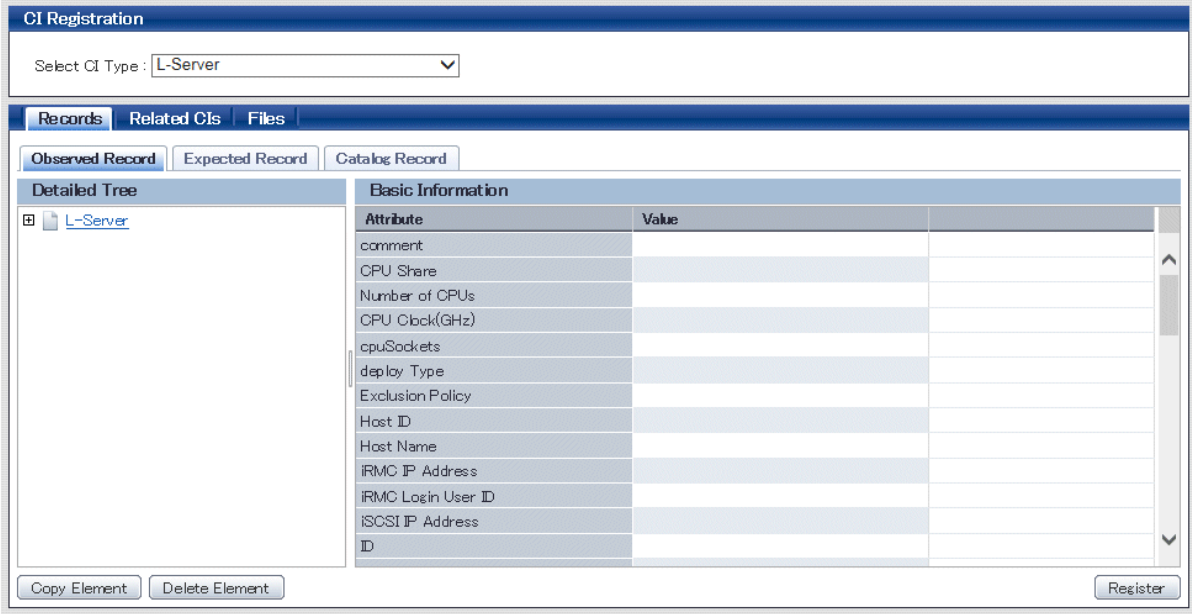 CI Registration
Select CI Type : L-Server
Records Related CIs Files
Observed Record Expected Record Catalog Record
Detailed Tree Basic Information
L-Server
Attribute Value
comment
CPU Share
Number of CPUs
CPU Clock(GHz)
cpuSockets
deploy Type
Exclusion Policy
Host ID
Host Name
iRMC IP Address
iRMC Login User ID
iSCSI IP Address
ID
Copy Element Delete Element Register